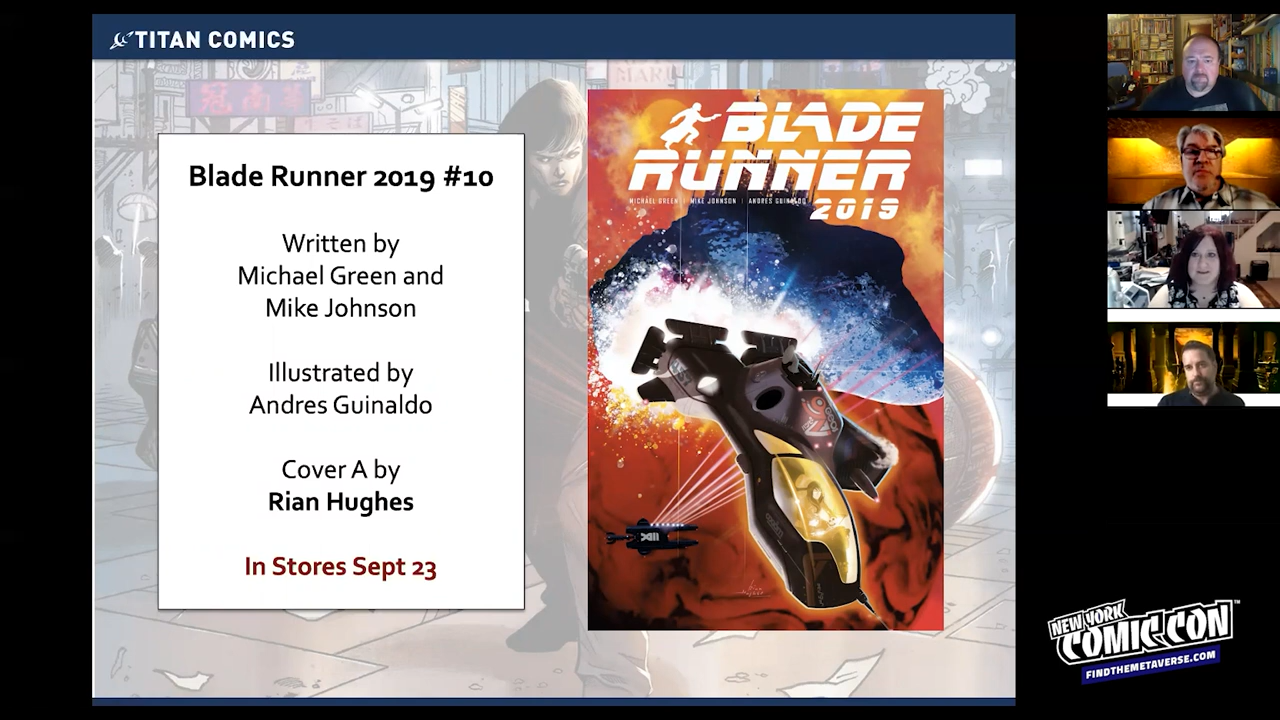 TITAN COMICS
Blade Runner 2019 #10
Written by
Michael Green and
Mike Johnson
Illustrated by
Andres Guinaldo
Cover A by
Rian Hughes
In Stores Sept 23
BLADE
RUNNER
MICHAEL GREEN | MIKE JOHNSON | ANDRES GUINALDO
2019
XIII
NEW YORK
COMIC CON
FINDTHEMETAVERSE.COM